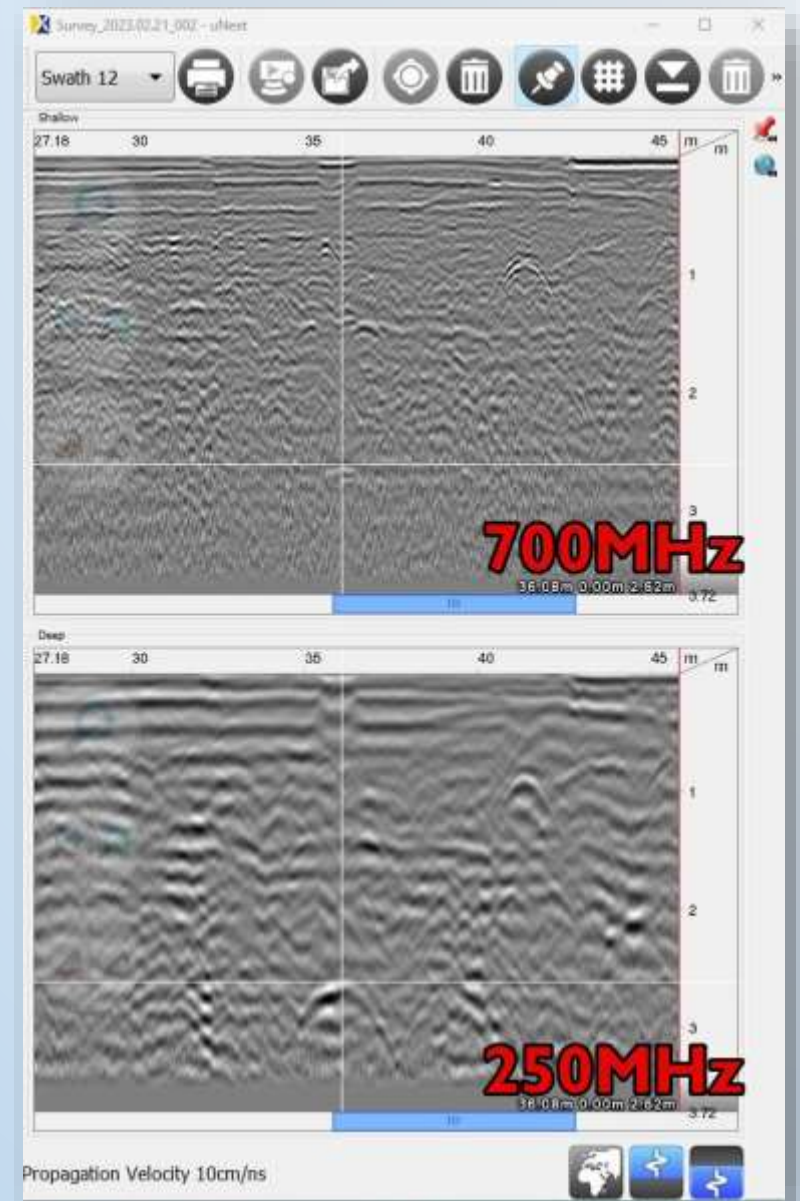 Survey_2023.02.21_002 - uNext
Swath 12
»
Shallow
27.18 30 35 40 45 m m
1
2
3
700MHz
36.08m 0.00m 2.62m
3.72
Deep
27.18 30 35 40 45 m m
1
2
3
250MHz
36.08m 0.00m 2.62m
3.72
Propagation Velocity 10cm/ns